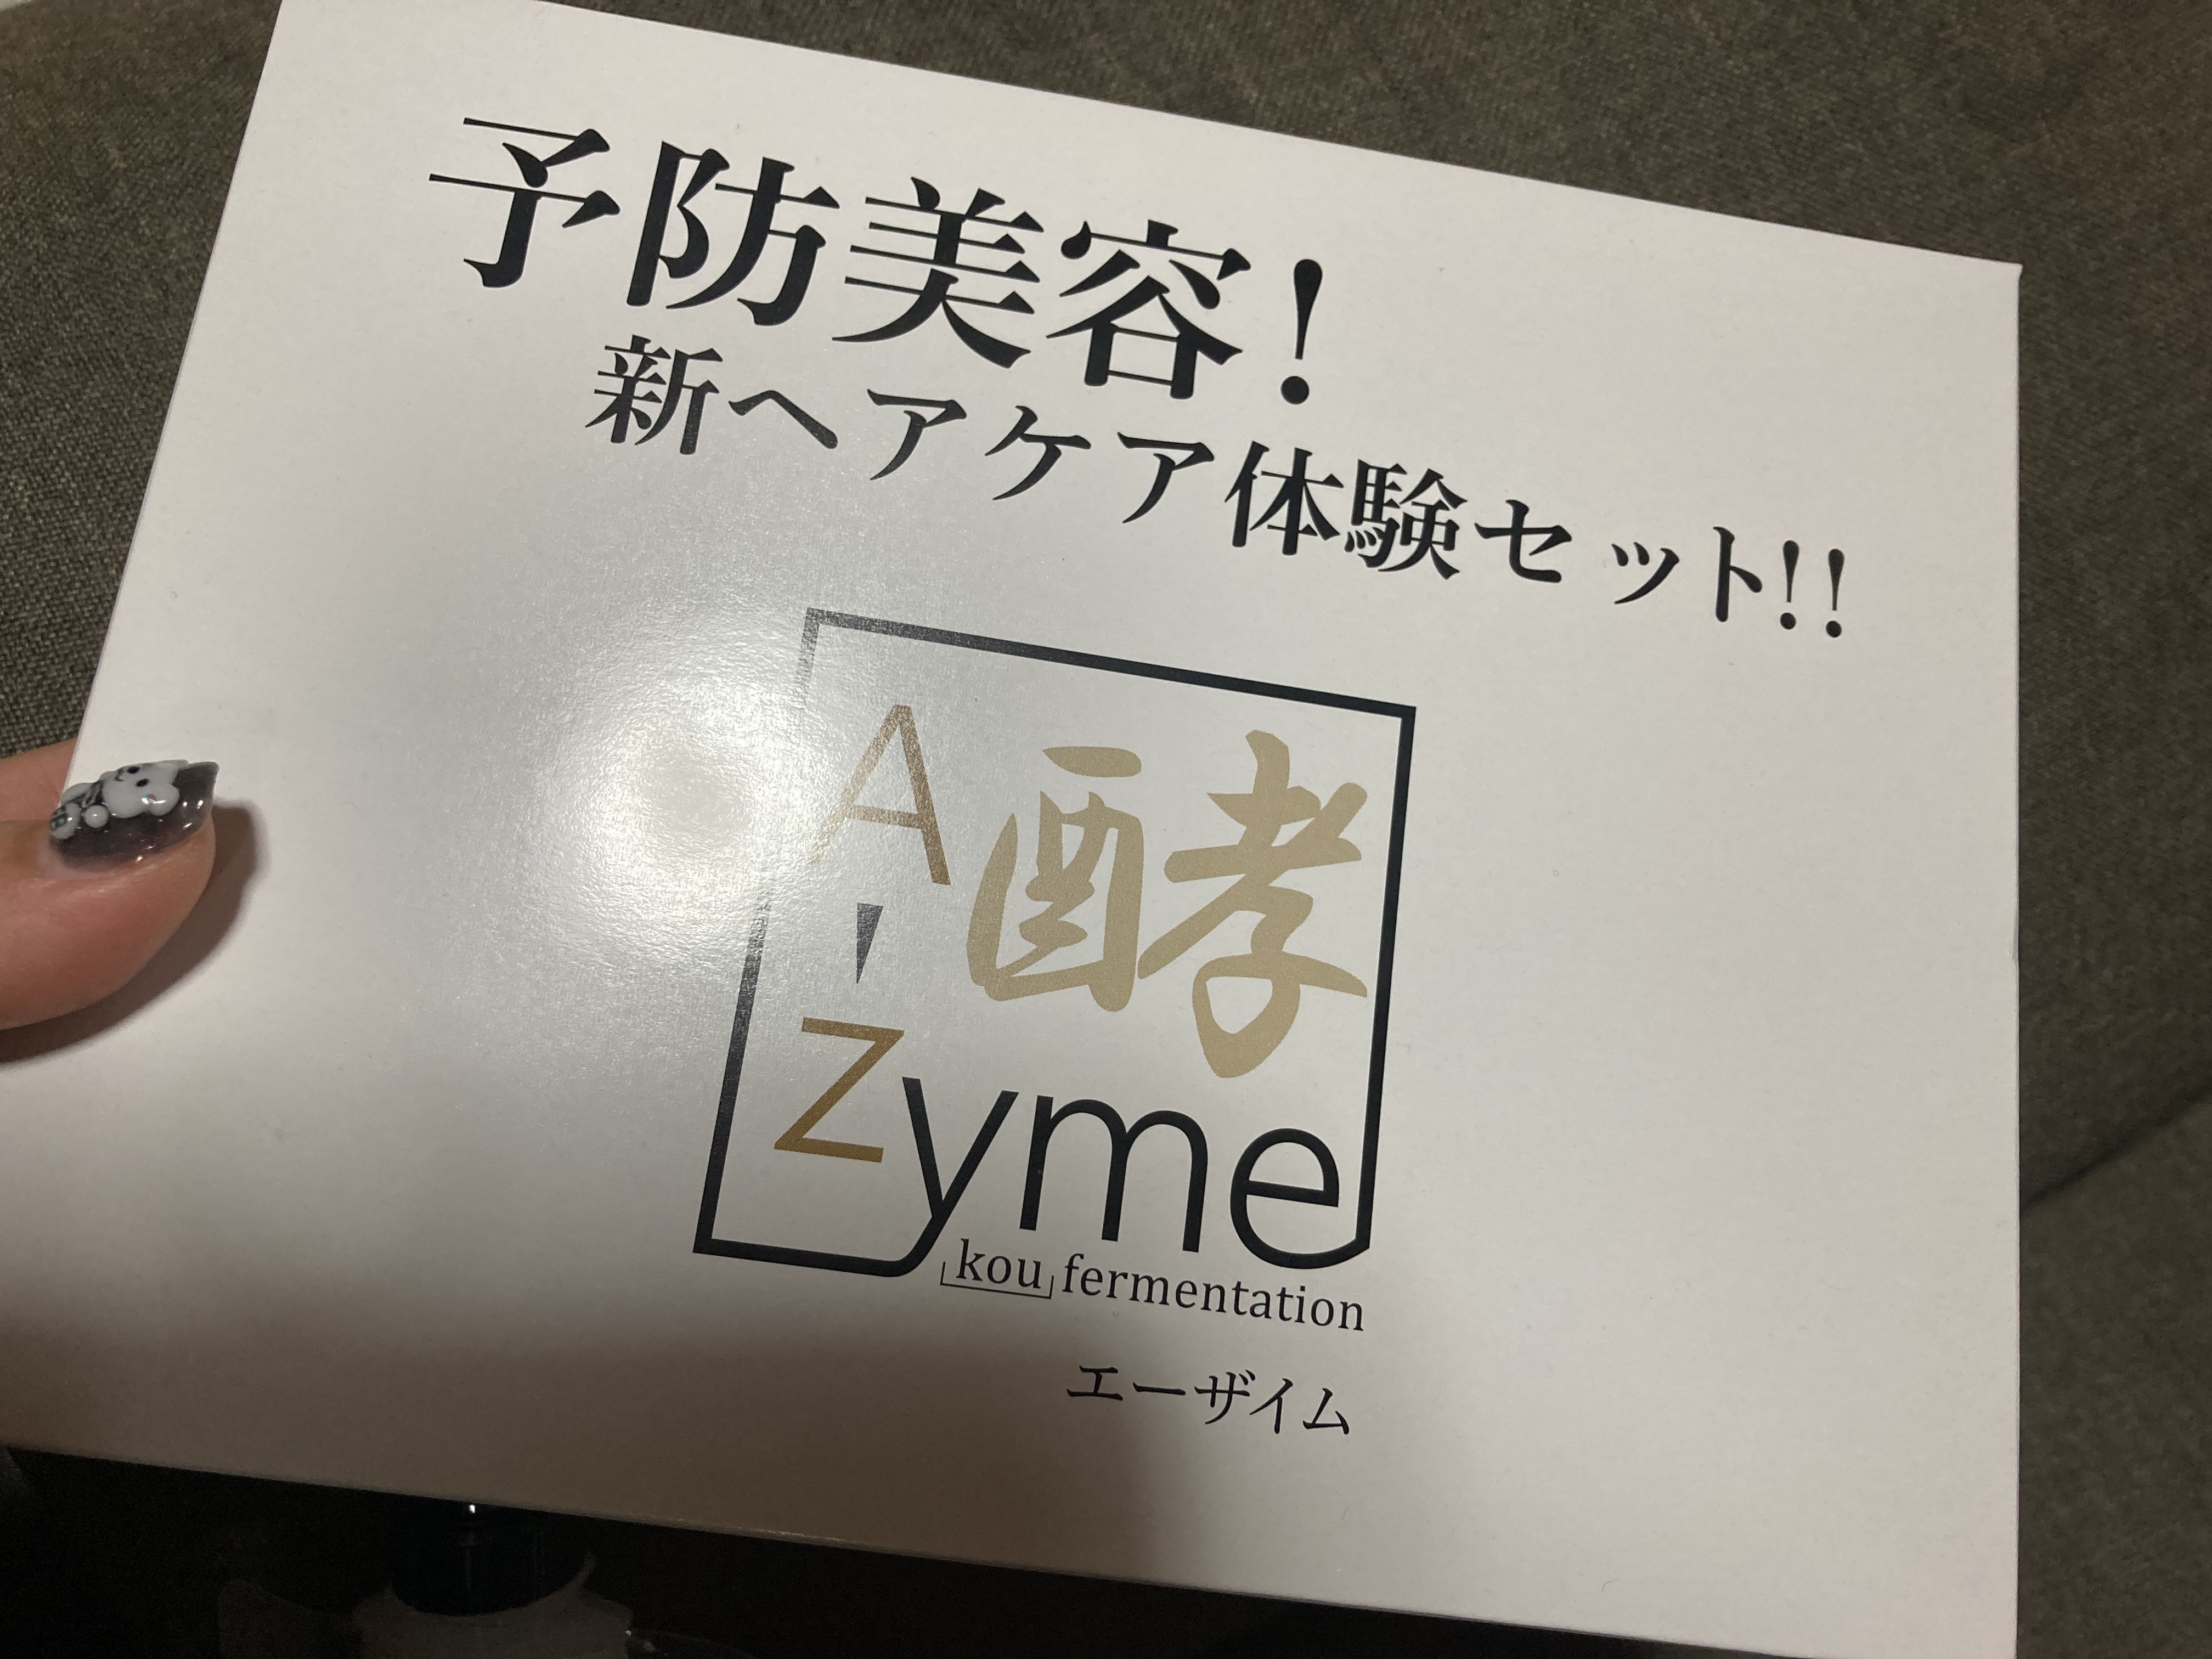 予防美容!
新ヘアケア体験セット!!
A'Zyme
酵
kou fermentation
エーザイム